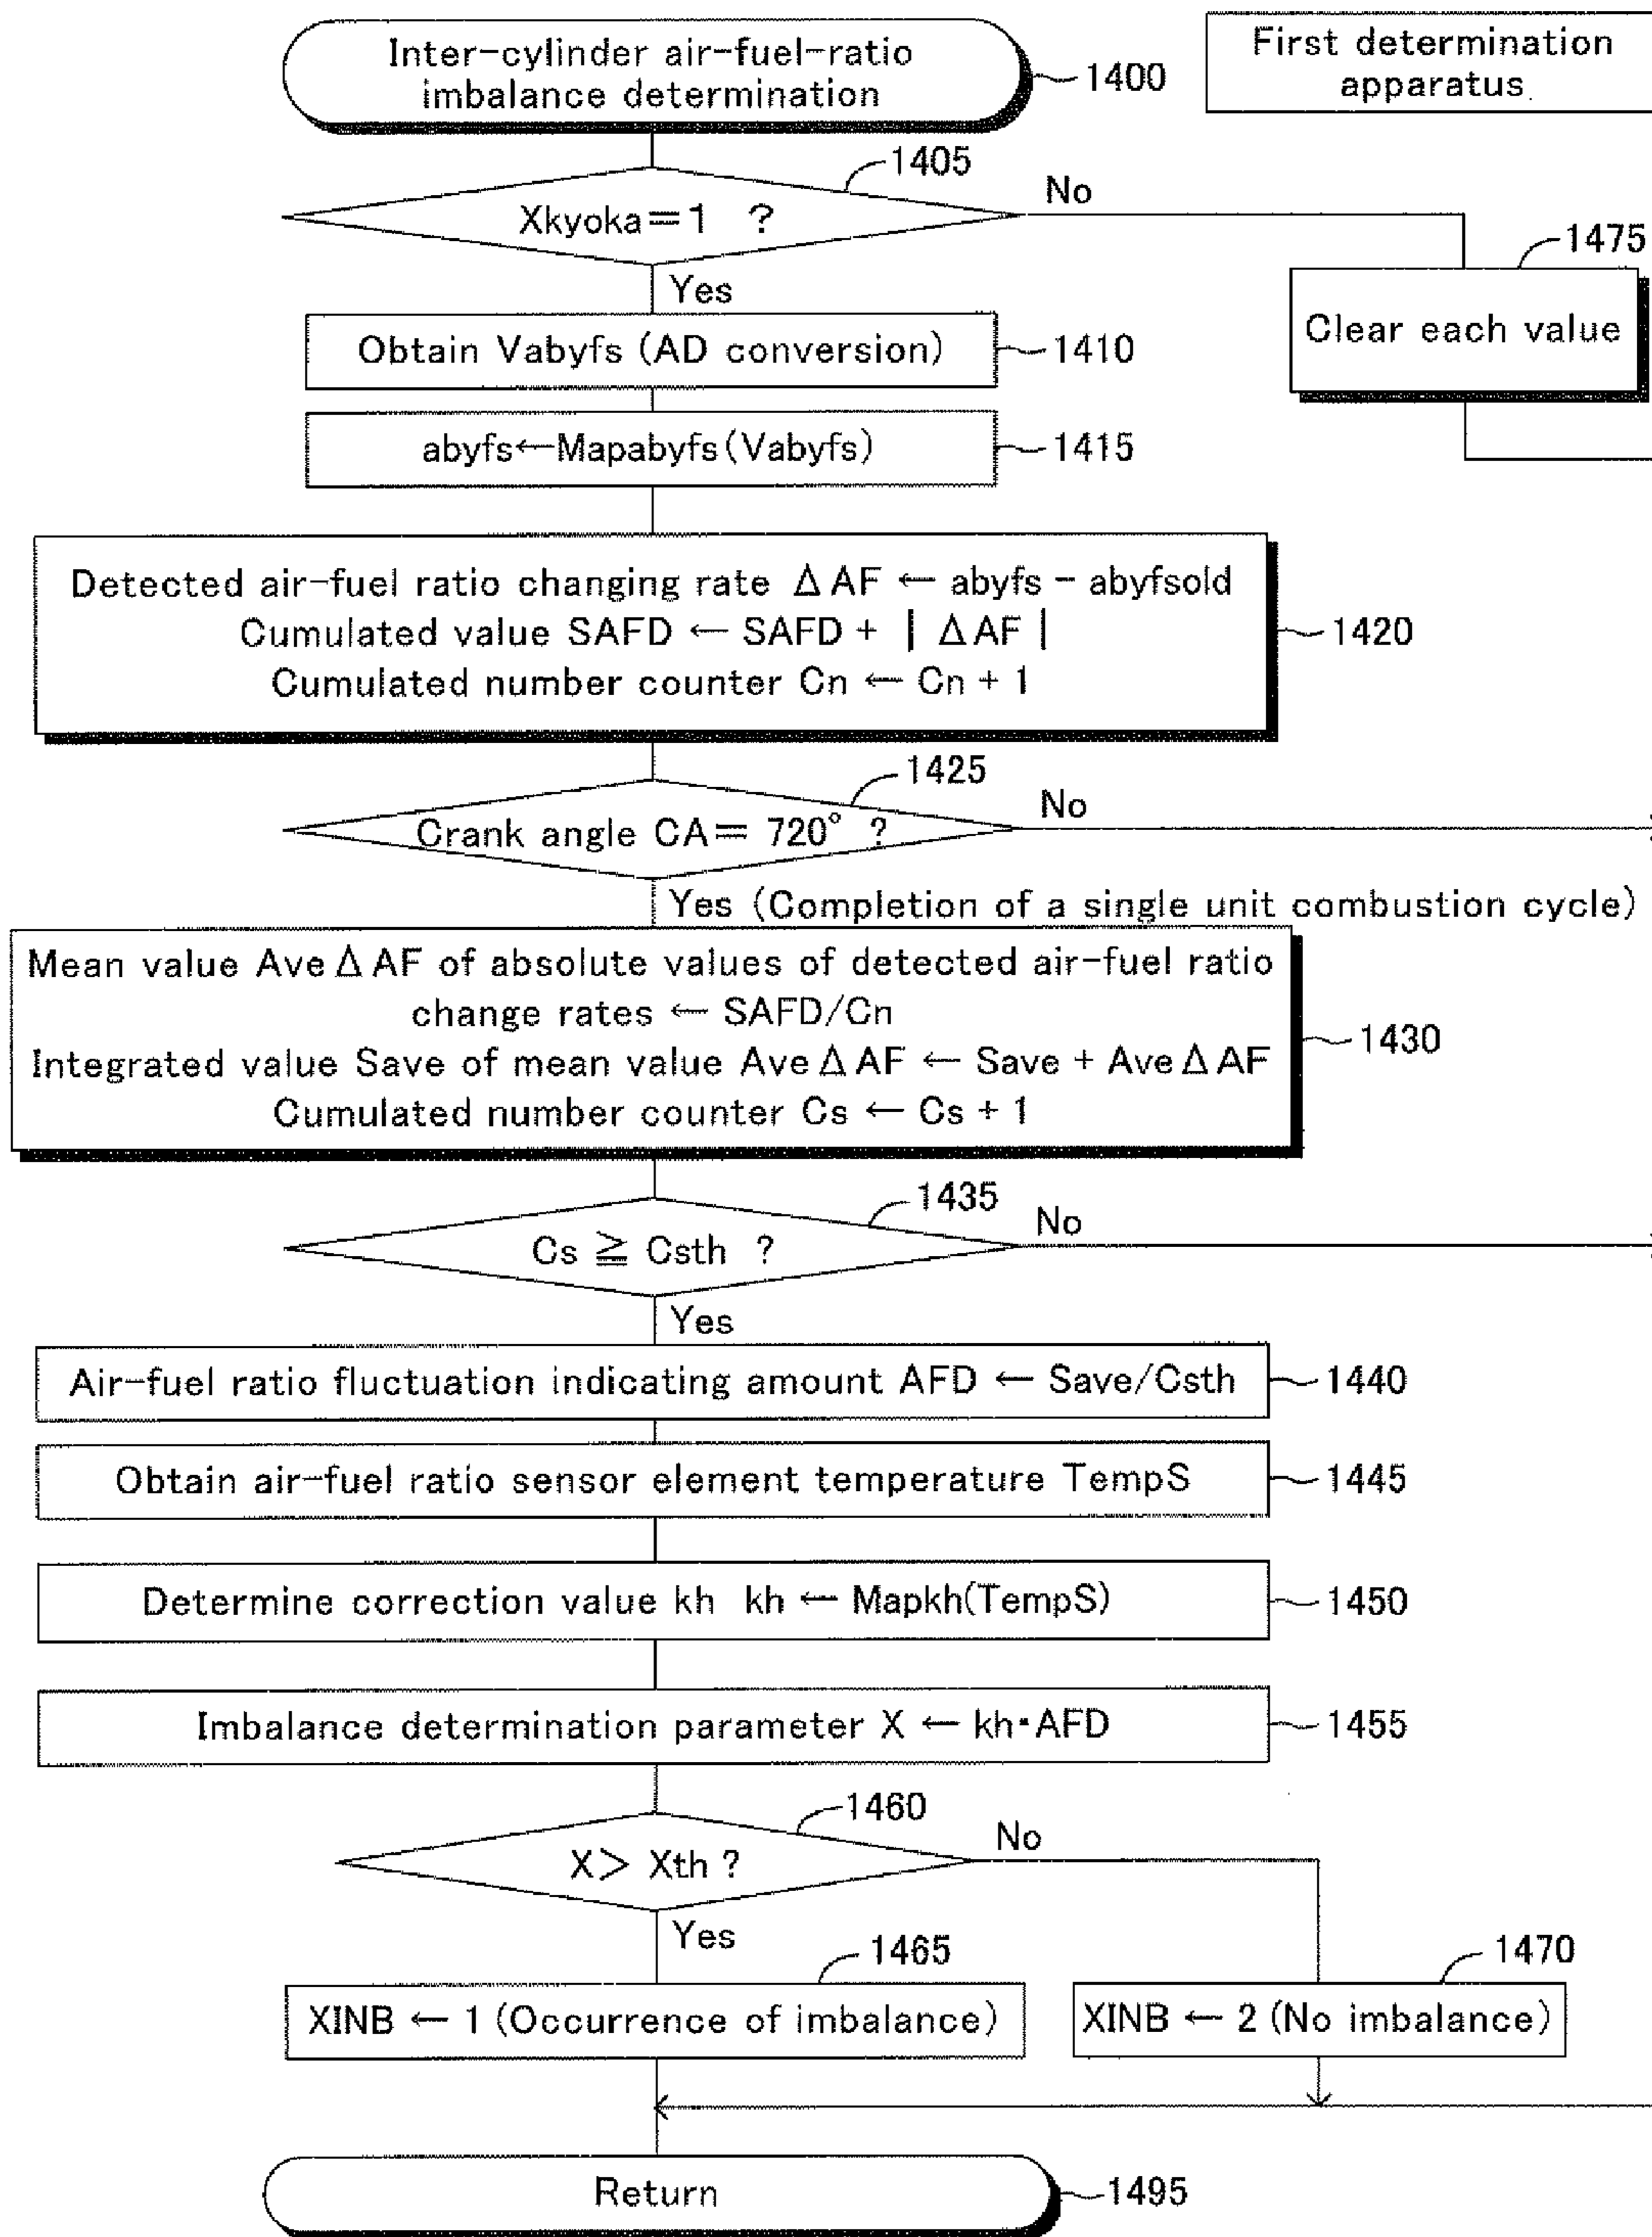 Inter-cylinder air-fuel-ratio
imbalance determination
1400
First determination
apparatus
1405
Xkyoka=1 ?
No
1475
Clear each value
Yes
Obtain Vabyfs (AD conversion)
1410
abyfs←Mapabyfs(Vabyfs)
1415
Detected air-fuel ratio changing rate ΔAF ← abyfs - abyfsold
Cumulated value SAFD ← SAFD + | ΔAF |
Cumulated number counter Cn ← Cn + 1
1420
1425
Crank angle CA= 720° ?
No
Yes (Completion of a single unit combustion cycle)
Mean value Ave Δ AF of absolute values of detected air-fuel ratio
change rates ← SAFD/Cn
Integrated value Save of mean value Ave Δ AF ← Save + Ave Δ AF
Cumulated number counter Cs ← Cs + 1
1430
1435
Cs ≧ Csth ?
No
Yes
Air-fuel ratio fluctuation indicating amount AFD ← Save/Csth
1440
Obtain air-fuel ratio sensor element temperature TempS
1445
Determine correction value kh kh ← Mapkh(TempS)
1450
Imbalance determination parameter X ← kh·AFD
1455
1460
X> Xth ?
No
Yes
1465
XINB ← 1 (Occurrence of imbalance)
1470
XINB ← 2 (No imbalance)
Return
1495